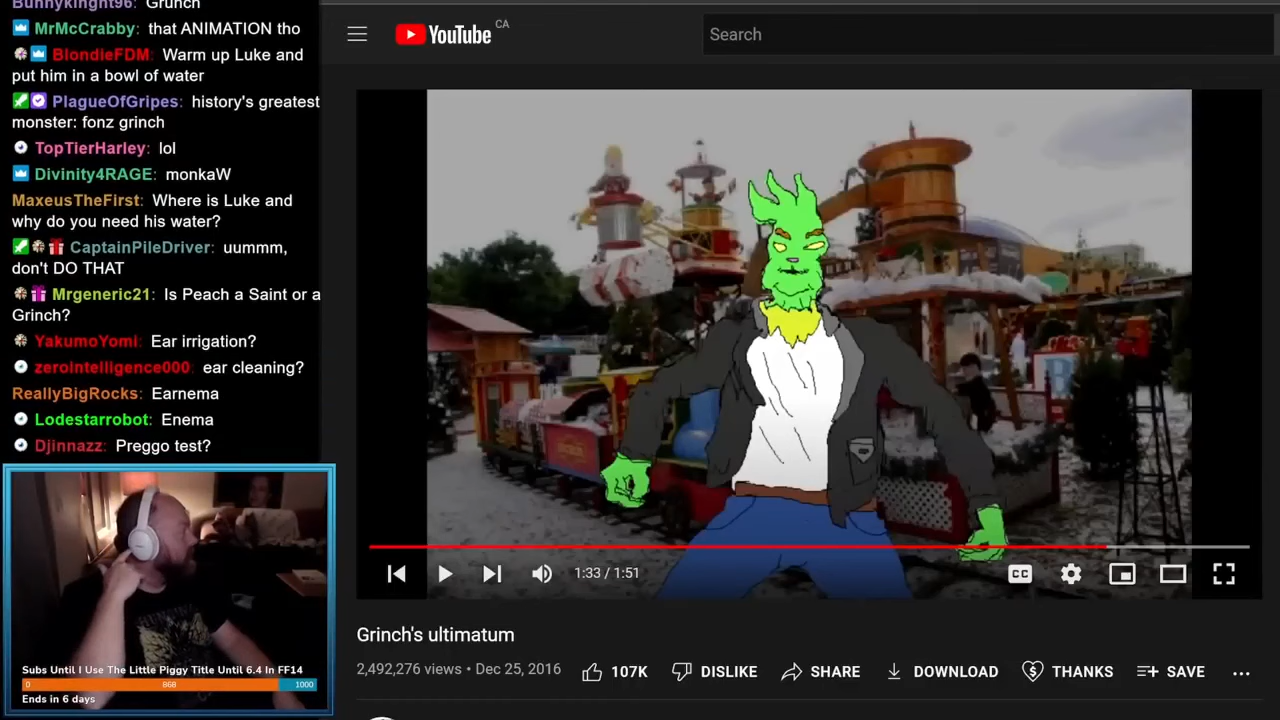 Bunnykinght96: Grunch
MrMcCrabby: that ANIMATION tho
BlondieFDM: Warm up Luke and
put him in a bowl of water
PlagueOfGripes: history's greatest
monster: fonz grinch
TopTierHarley: lol
Divinity4RAGE: monkaW
MaxeusTheFirst: Where is Luke and
why do you need his water?
CaptainPileDriver: uummm,
don't DO THAT
Mrgeneric21: Is Peach a Saint or a
Grinch?
YakumoYomi: Ear irrigation?
zerointelligence000: ear cleaning?
ReallyBigRocks: Earnema
Lodestarrobot: Enema
Djinnazz: Preggo test?
Subs Until I Use The Little Piggy Title Until 6.4 In FF14
0 868 1000
Ends in 6 days
YouTube CA
Search
1:33 / 1:51
CC
Grinch's ultimatum
2,492,276 views • Dec 25, 2016
107K DISLIKE SHARE DOWNLOAD THANKS SAVE ...